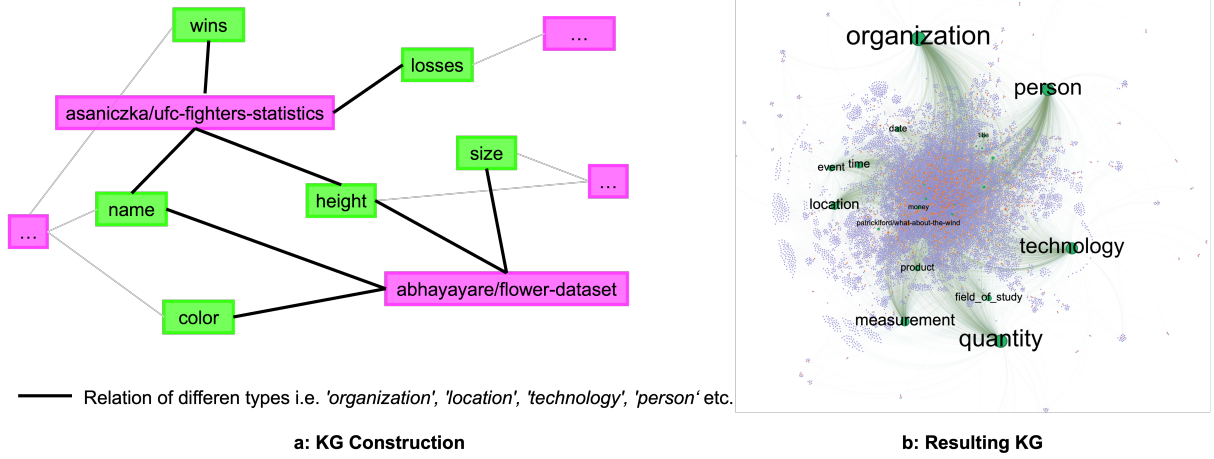 wins
...
losses
asaniczka/ufc-fighters-statistics
size
...
name
height
...
abhayayare/flower-dataset
color
Relation of differen types i.e. 'organization', 'location', 'technology', 'person' etc.
a: KG Construction
organization
person
date
title
event
time
location
money
patricklford/what-about-the-wind
technology
product
field_of_study
measurement
quantity
b: Resulting KG